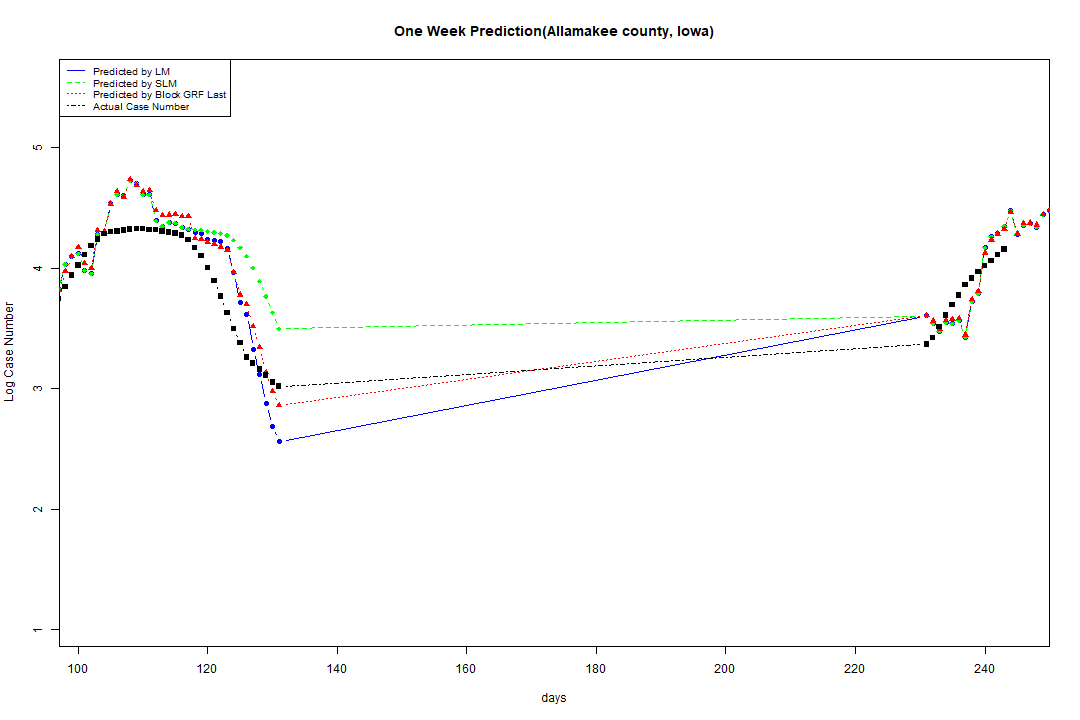 One Week Prediction(Allamakee county, Iowa)
Predicted by LM
Predicted by SLM
Predicted by Block GRF Last
Actual Case Number
5
4
3
2
1
Log Case Number
100 120 140 160 180 200 220 240
days